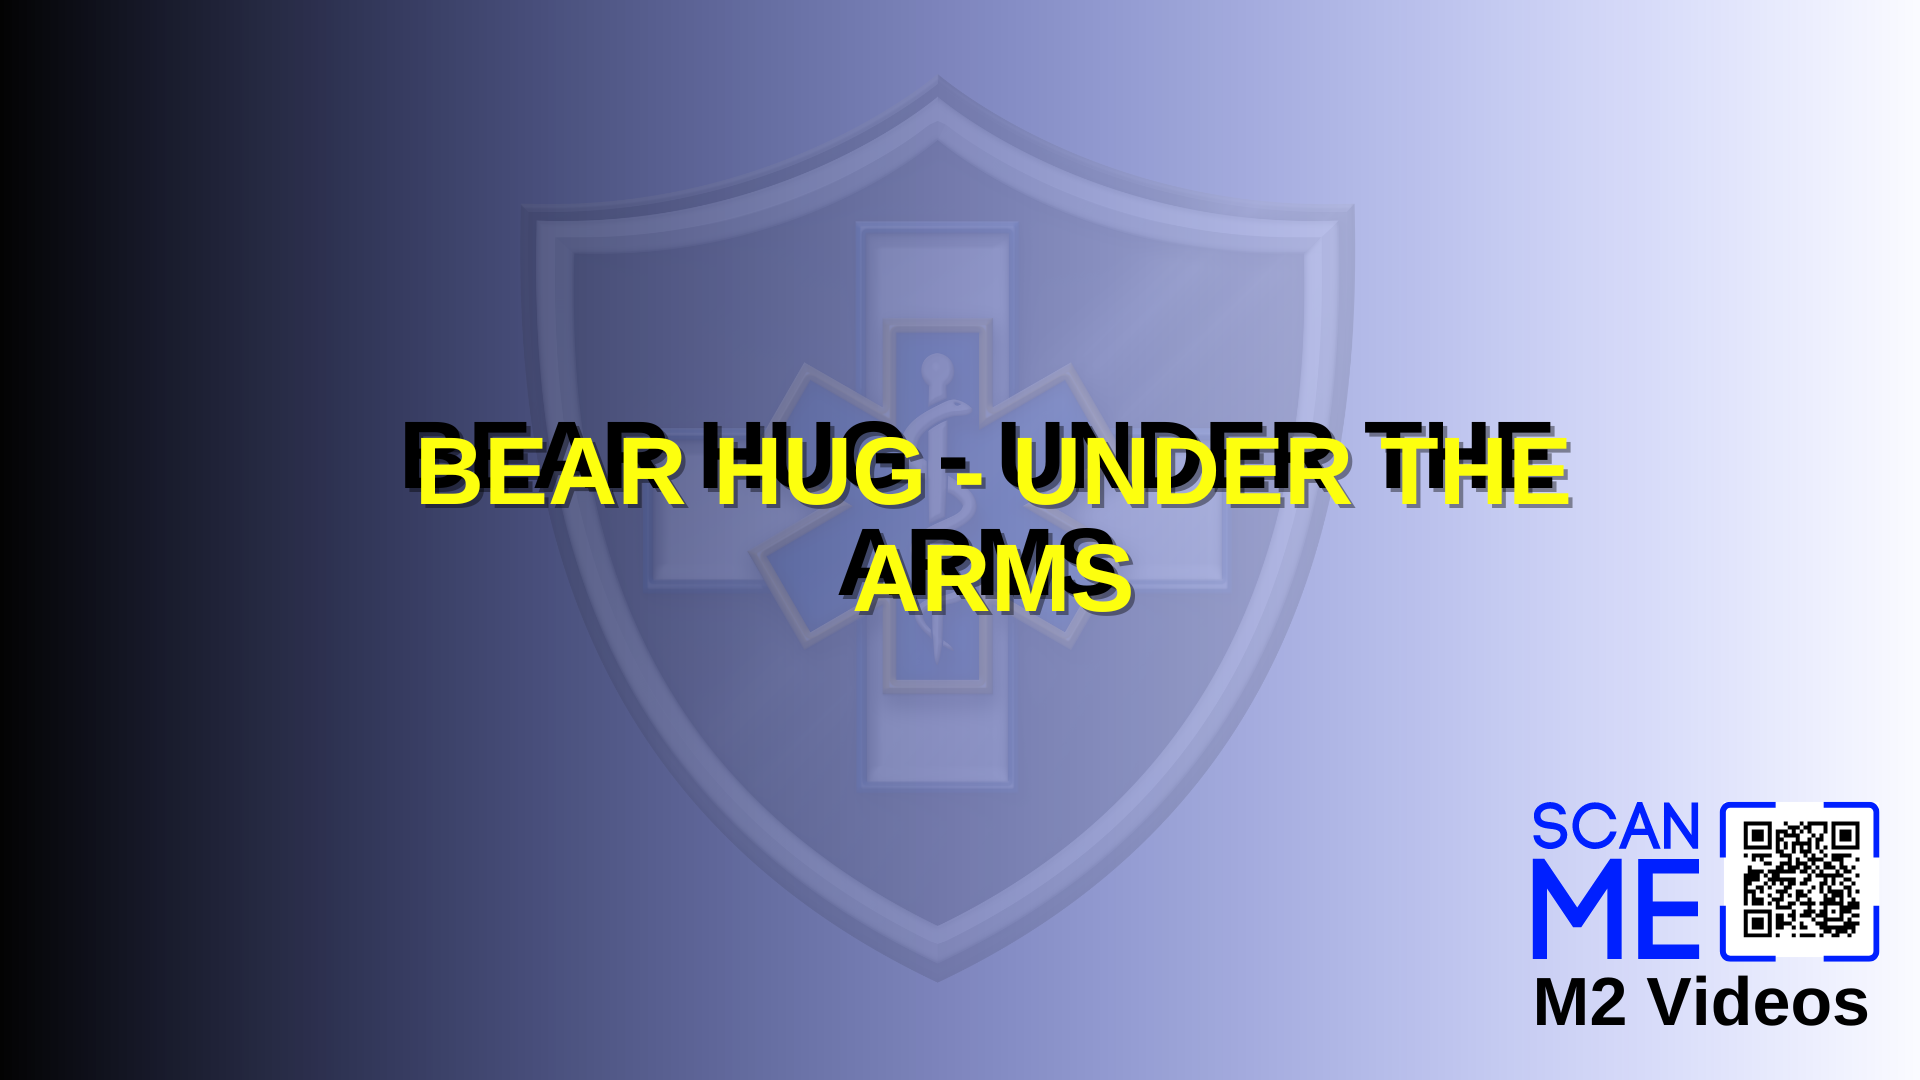 BEAR HUG - UNDER THE
ARMS
SCAN
ME
M2 Videos